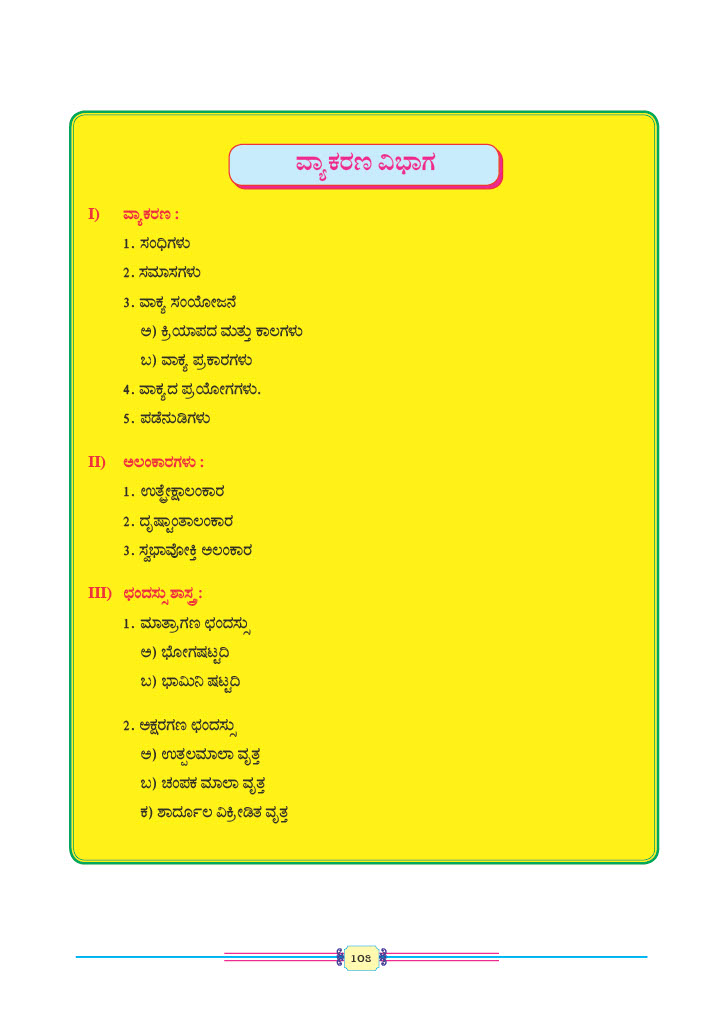 ವ್ಯಾಕರಣ ವಿಭಾಗ
I) ವ್ಯಾಕರಣ :
1. ಸಂಧಿಗಳು
2. ಸಮಾಸಗಳು
3. ವಾಕ್ಯ ಸಂಯೋಜನೆ
ಅ) ಕ್ರಿಯಾಪದ ಮತ್ತು ಕಾಲಗಳು
ಬ) ವಾಕ್ಯ ಪ್ರಕಾರಗಳು
4. ವಾಕ್ಯದ ಪ್ರಯೋಗಗಳು.
5. ಪಡೆನುಡಿಗಳು
II) ಅಲಂಕಾರಗಳು :
1. ಉತ್ಪ್ರೇಕ್ಷಾಲಂಕಾರ
2. ದೃಷ್ಟಾಂತಾಲಂಕಾರ
3. ಸ್ವಭಾವೋಕ್ತಿ ಅಲಂಕಾರ
III) ಛಂದಸ್ಸು ಶಾಸ್ತ್ರ :
1. ಮಾತ್ರಾಗಣ ಛಂದಸ್ಸು
ಅ) ಭೋಗಷಟ್ಪದಿ
ಬ) ಭಾಮಿನಿ ಷಟ್ಪದಿ
2. ಅಕ್ಷರಗಣ ಛಂದಸ್ಸು
ಅ) ಉತ್ಪಲಮಾಲಾ ವೃತ್ತ
ಬ) ಚಂಪಕ ಮಾಲಾ ವೃತ್ತ
ಕ) ಶಾರ್ದೂಲ ವಿಕ್ರೀಡಿತ ವೃತ್ತ
108